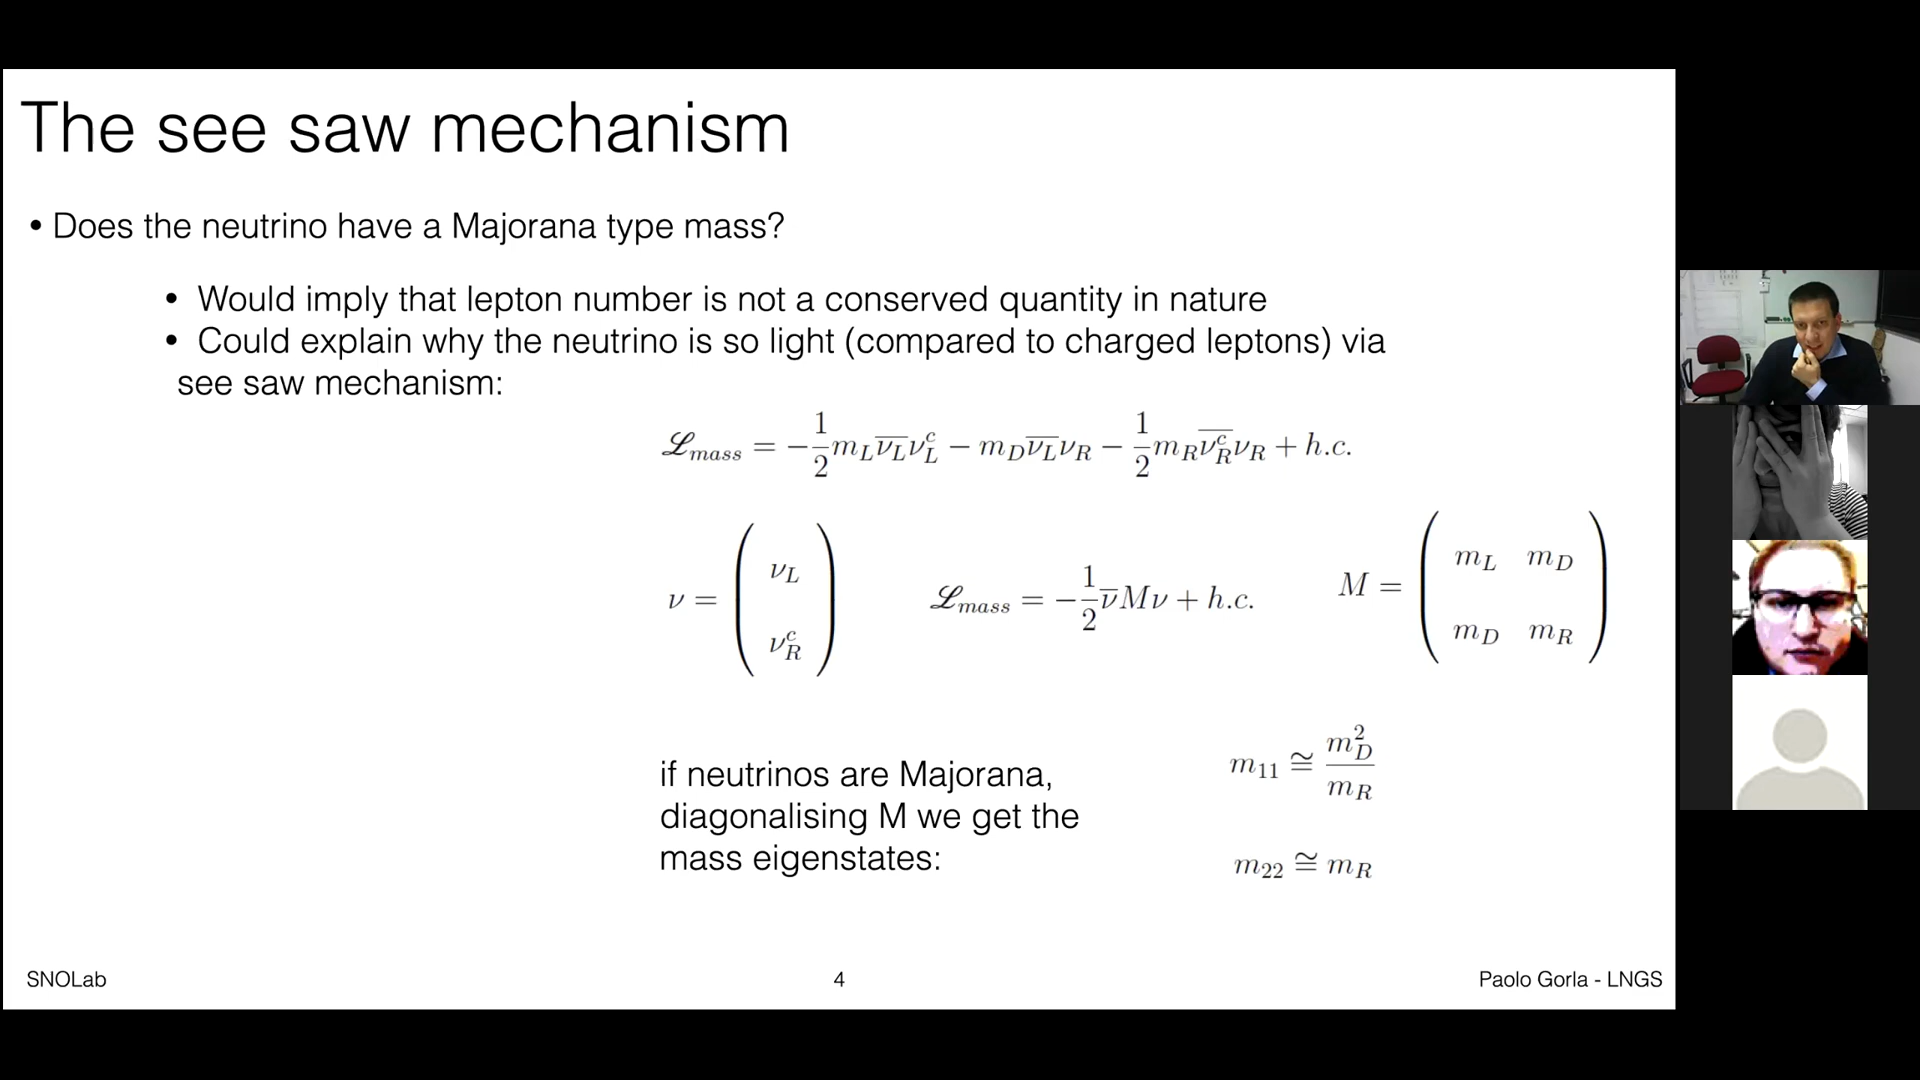 The see saw mechanism
• Does the neutrino have a Majorana type mass?
• Would imply that lepton number is not a conserved quantity in nature
• Could explain why the neutrino is so light (compared to charged leptons) via
see saw mechanism:
ℒ_mass = −1/2 m_L \overline{ν_L} ν_L^c − m_D \overline{ν_L} ν_R − 1/2 m_R \overline{ν_R^c} ν_R + h.c.
ν = ( ν_L ν_R^c ) ℒ_mass = −1/2 \overline{ν} M ν + h.c. M = ( m_L m_D m_D m_R )
if neutrinos are Majorana,
diagonalising M we get the
mass eigenstates:
m_11 ≅ m_D^2 / m_R
m_22 ≅ m_R
SNOLab 4 Paolo Gorla - LNGS